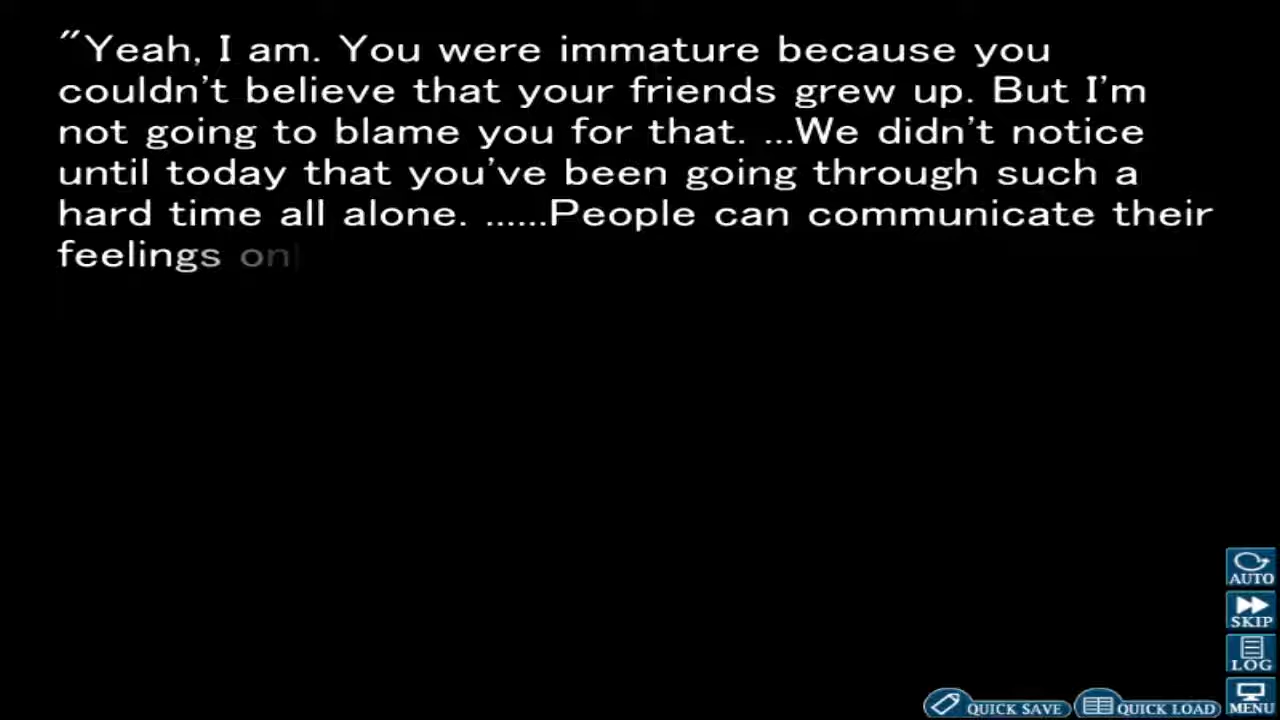 "Yeah, I am. You were immature because you
couldn't believe that your friends grew up. But I'm
not going to blame you for that. ...We didn't notice
until today that you've been going through such a
hard time all alone. ......People can communicate their
feelings on
AUTO
SKIP
LOG
MENU
QUICK SAVE
QUICK LOAD